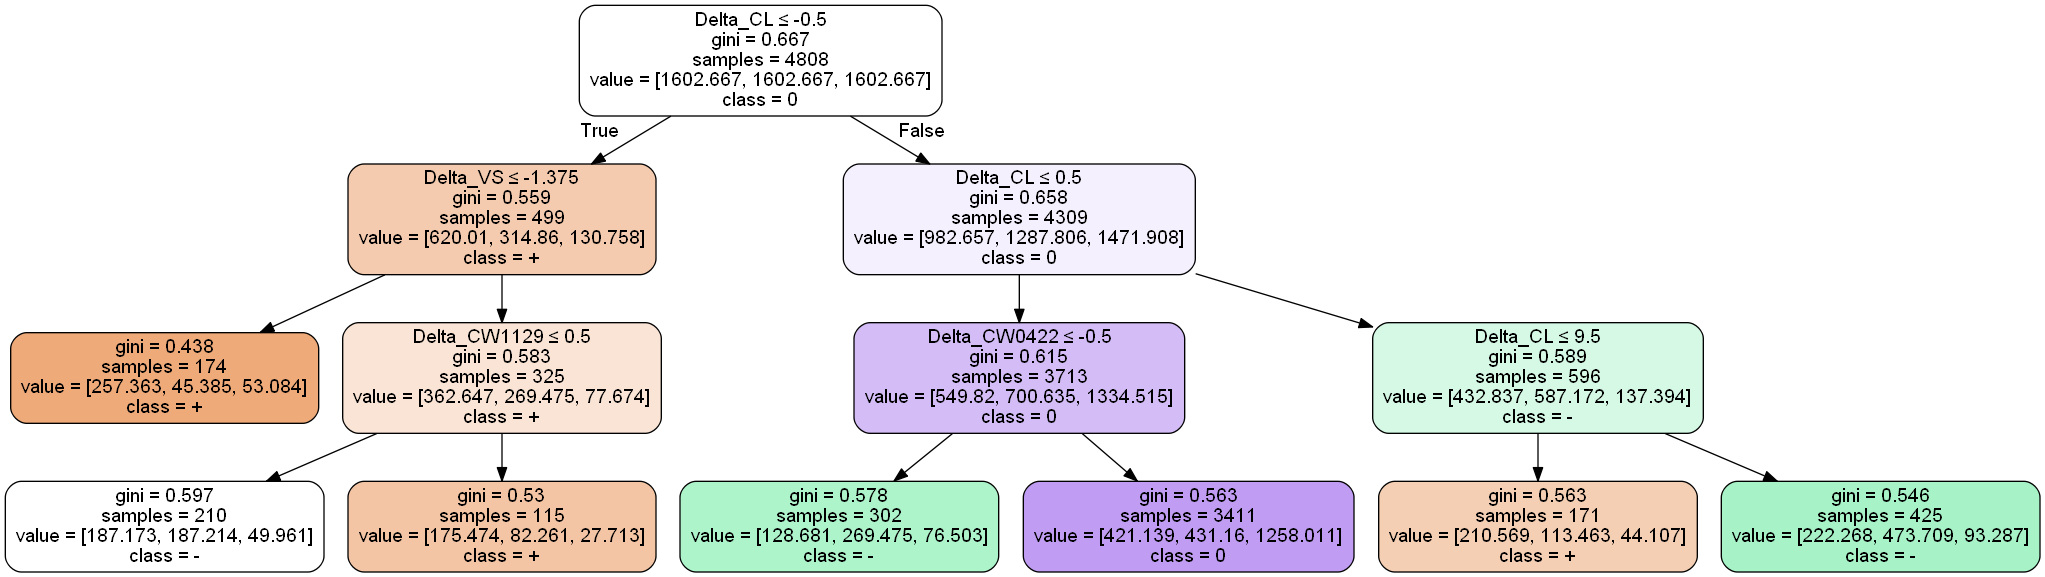 Delta_CL ≤ -0.5
gini = 0.667
samples = 4808
value = [1602.667, 1602.667, 1602.667]
class = 0
True
False
Delta_VS ≤ -1.375
gini = 0.559
samples = 499
value = [620.01, 314.86, 130.758]
class = +
Delta_CL ≤ 0.5
gini = 0.658
samples = 4309
value = [982.657, 1287.806, 1471.908]
class = 0
gini = 0.438
samples = 174
value = [257.363, 45.385, 53.084]
class = +
Delta_CW1129 ≤ 0.5
gini = 0.583
samples = 325
value = [362.647, 269.475, 77.674]
class = +
Delta_CW0422 ≤ -0.5
gini = 0.615
samples = 3713
value = [549.82, 700.635, 1334.515]
class = 0
Delta_CL ≤ 9.5
gini = 0.589
samples = 596
value = [432.837, 587.172, 137.394]
class = -
gini = 0.597
samples = 210
value = [187.173, 187.214, 49.961]
class = -
gini = 0.53
samples = 115
value = [175.474, 82.261, 27.713]
class = +
gini = 0.578
samples = 302
value = [128.681, 269.475, 76.503]
class = -
gini = 0.563
samples = 3411
value = [421.139, 431.16, 1258.011]
class = 0
gini = 0.563
samples = 171
value = [210.569, 113.463, 44.107]
class = +
gini = 0.546
samples = 425
value = [222.268, 473.709, 93.287]
class = -